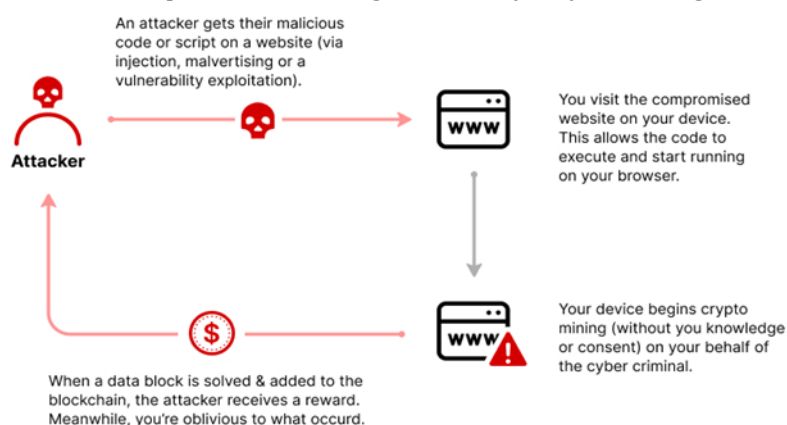 An attacker gets their malicious
code or script on a website (via
injection, malvertising or a
vulnerability exploitation).
Attacker
www
You visit the compromised
website on your device.
This allows the code to
execute and start running
on your browser.
$
www
Your device begins crypto
mining (without you knowledge
or consent) on your behalf of
the cyber criminal.
When a data block is solved & added to the
blockchain, the attacker receives a reward.
Meanwhile, you're oblivious to what occurd.